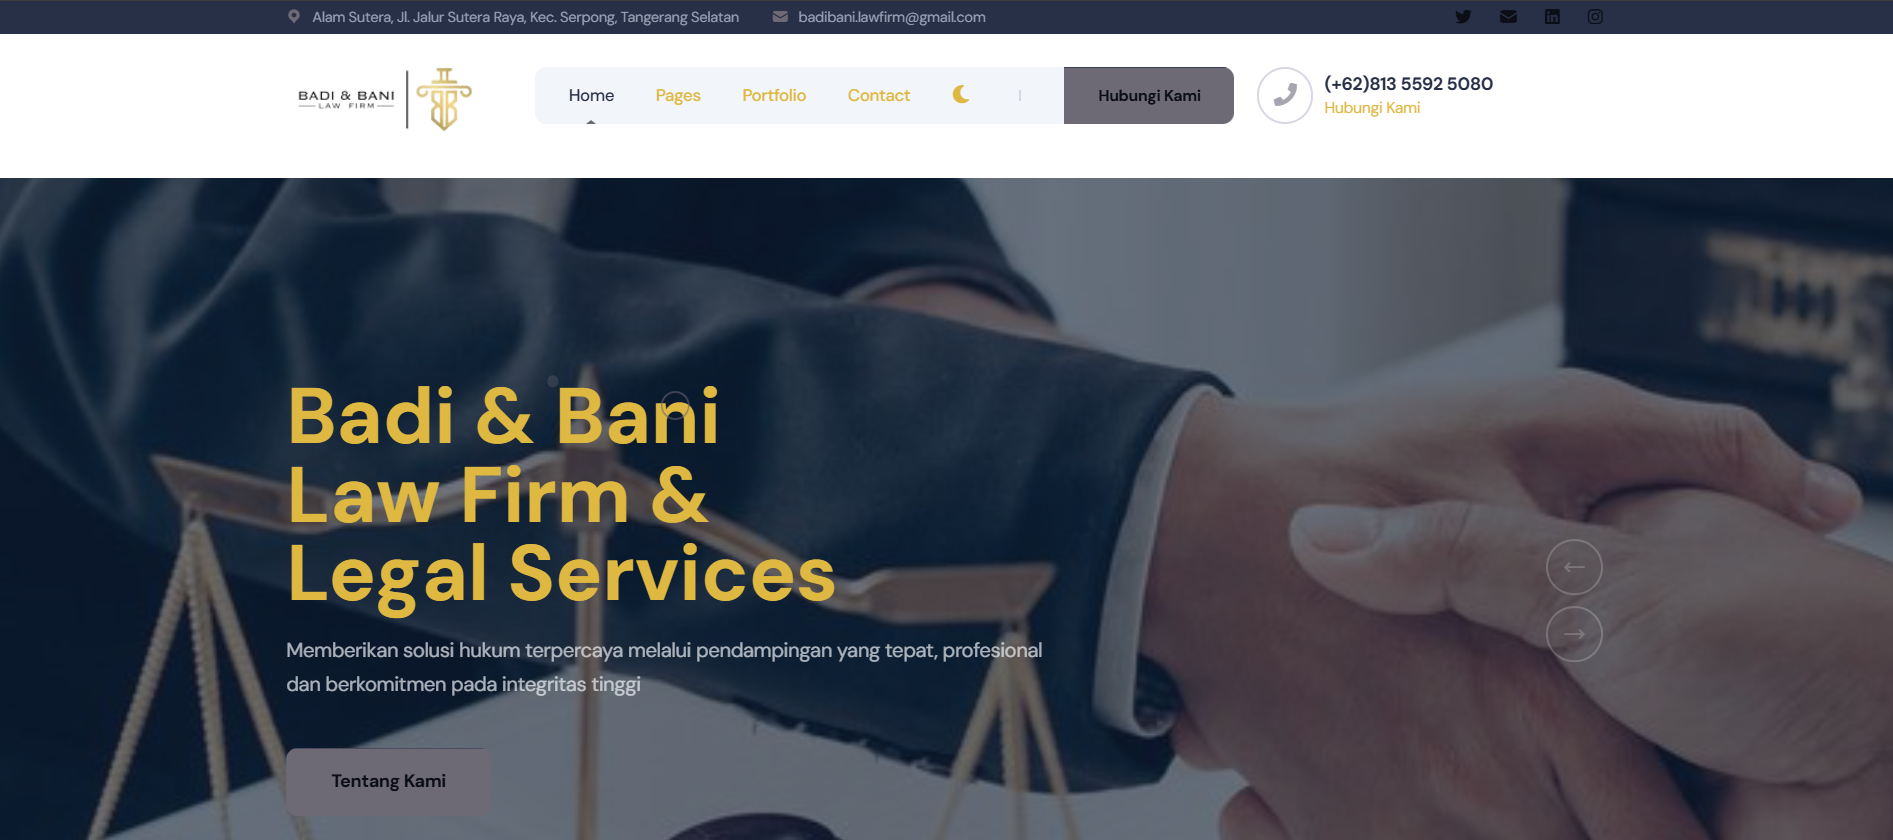 Alam Sutera, Jl. Jalur Sutera Raya, Kec. Serpong, Tangerang Selatan badibani.lawfirm@gmail.com
BADI & BANI
LAW FIRM
Home Pages Portfolio Contact | Hubungi Kami
(+62)813 5592 5080
Hubungi Kami
Badi & Bani
Law Firm &
Legal Services
Memberikan solusi hukum terpercaya melalui pendampingan yang tepat, profesional
dan berkomitmen pada integritas tinggi
Tentang Kami